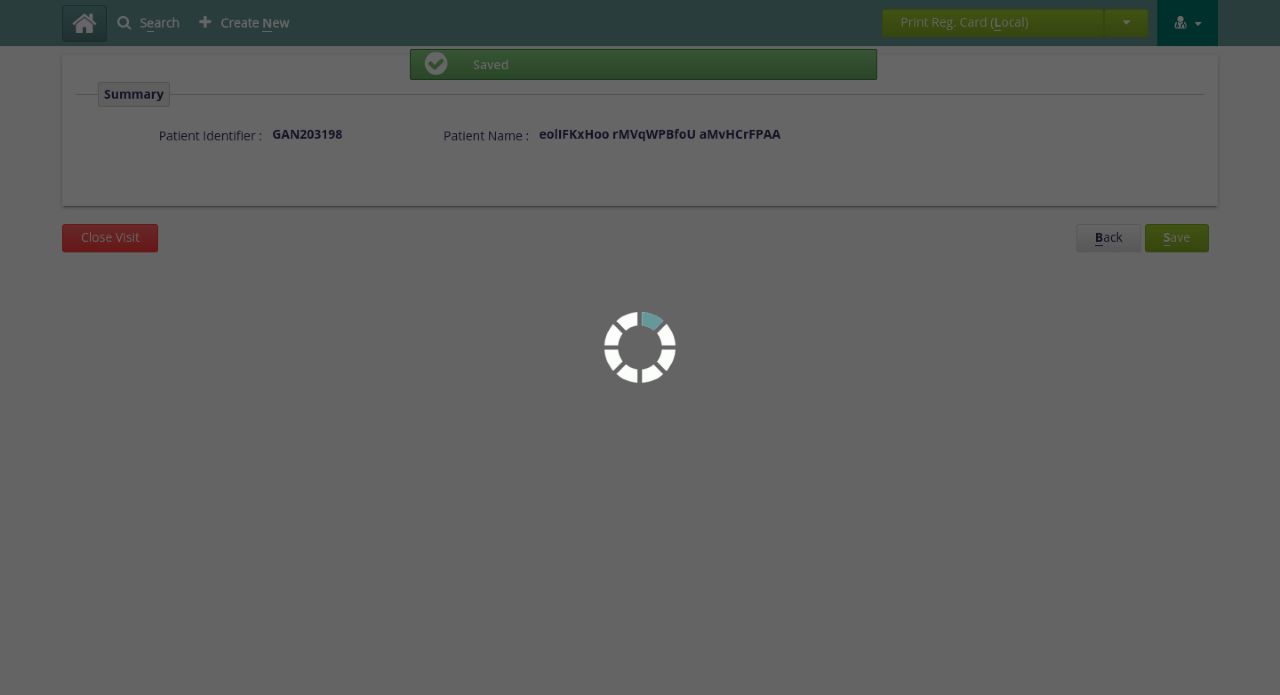 Search
Create New
Print Reg. Card (Local)
Saved
Summary
Patient Identifier :
GAN203198
Patient Name :
eolIFKxHoo rMVqWPBfoU aMvHCrFPAA
Close Visit
Back
Save